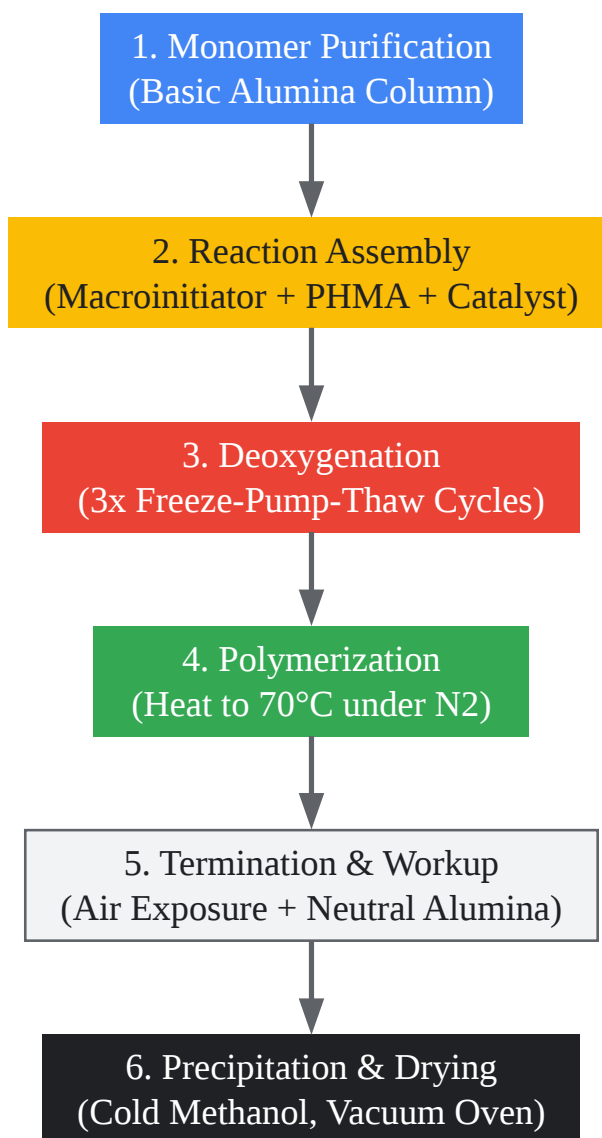 1. Monomer Purification
(Basic Alumina Column)
2. Reaction Assembly
(Macroinitiator + PHMA + Catalyst)
3. Deoxygenation
(3x Freeze-Pump-Thaw Cycles)
4. Polymerization
(Heat to 70°C under N2)
5. Termination & Workup
(Air Exposure + Neutral Alumina)
6. Precipitation & Drying
(Cold Methanol, Vacuum Oven)